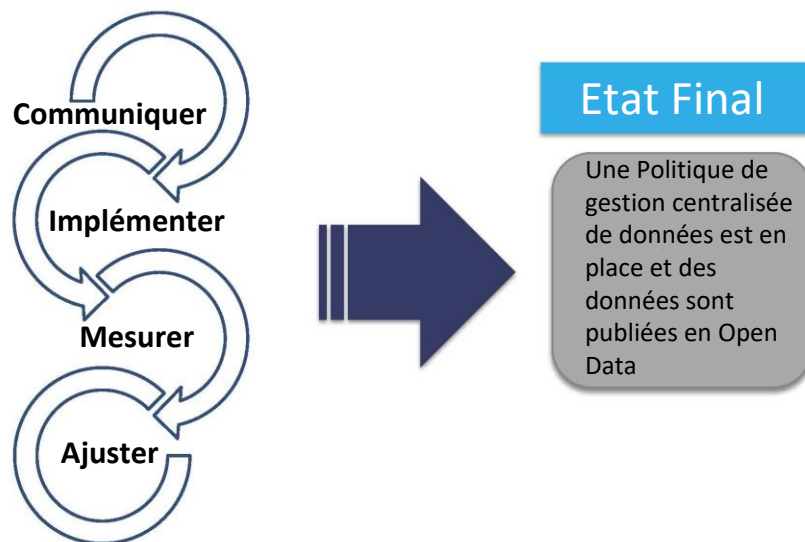 Communiquer
Implémenter
Mesurer
Ajuster
Etat Final
Une Politique de
gestion centralisée
de données est en
place et des
données sont
publiées en Open
Data